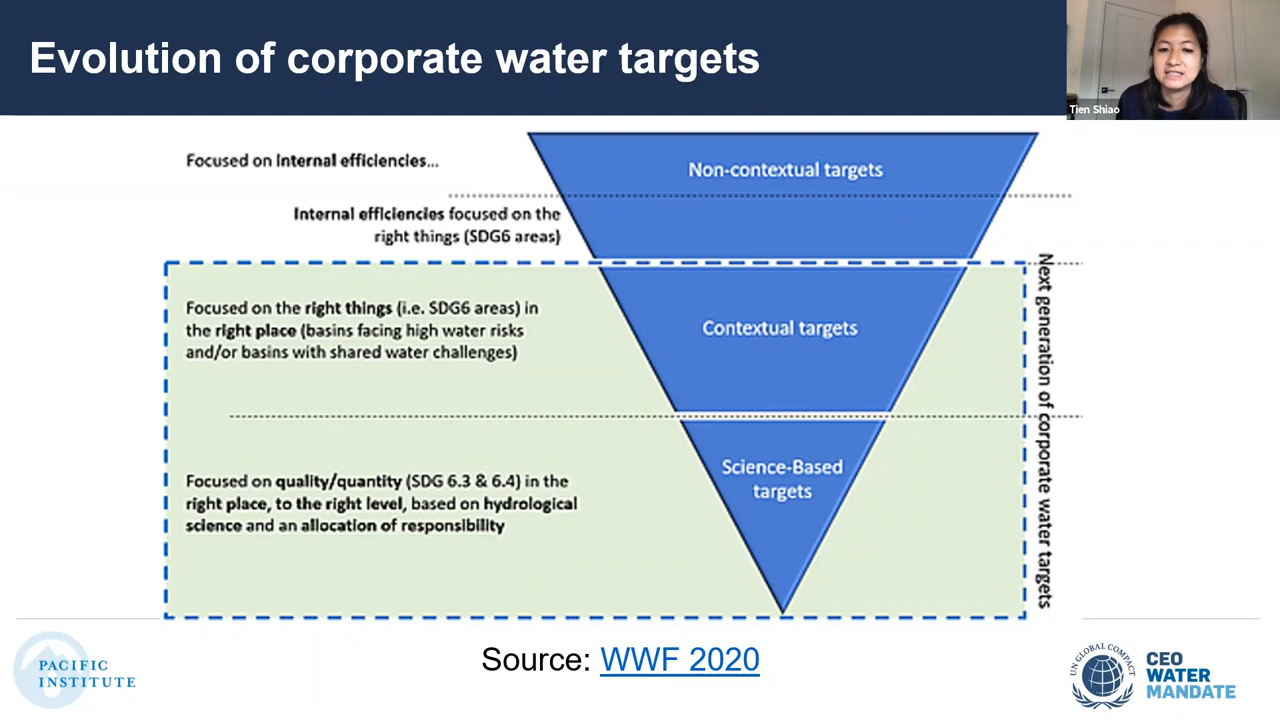 Evolution of corporate water targets
Tien Shiao
Focused on Internal efficiencies...
Non-contextual targets
Internal efficiencies focused on the
right things (SDG6 areas)
Focused on the right things (i.e. SDG6 areas) in
the right place (basins facing high water risks
and/or basins with shared water challenges)
Contextual targets
Next generation of corporate water targets
Science-Based
targets
Focused on quality/quantity (SDG 6.3 & 6.4) in the
right place, to the right level, based on hydrological
science and an allocation of responsibility
Source: WWF 2020
PACIFIC
INSTITUTE
UN GLOBAL COMPACT
CEO
WATER
MANDATE